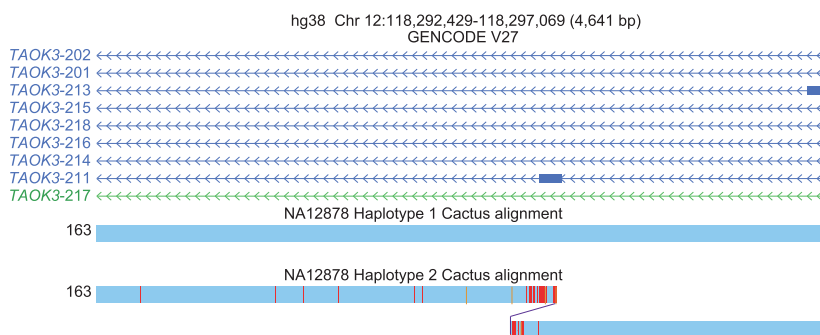 hg38 Chr 12:118,292,429-118,297,069 (4,641 bp)
GENCODE V27
TAOK3-202
TAOK3-201
TAOK3-213
TAOK3-215
TAOK3-218
TAOK3-216
TAOK3-214
TAOK3-211
TAOK3-217
NA12878 Haplotype 1 Cactus alignment
163
NA12878 Haplotype 2 Cactus alignment
163